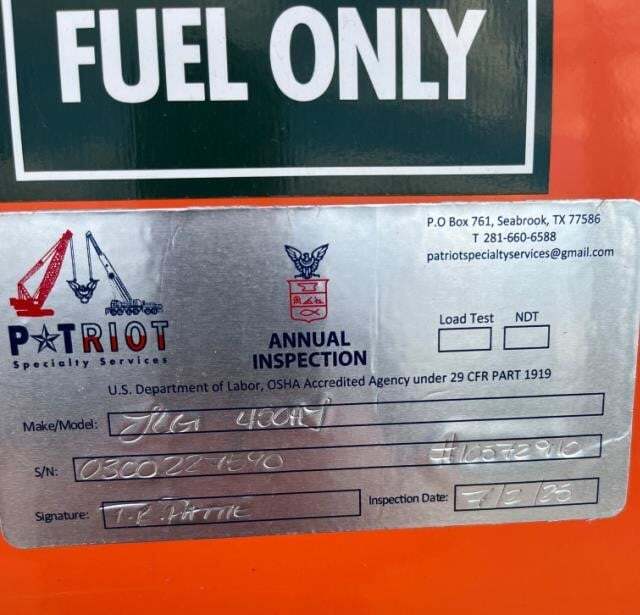 FUEL ONLY
P.O Box 761, Seabrook, TX 77586
T 281-660-6588
patriotspecialtyservices@gmail.com
PATRIOT
Specialty Services
ANNUAL
INSPECTION
Load Test NDT
U.S. Department of Labor, OSHA Accredited Agency under 29 CFR PART 1919
Make/Model: JLG
S/N:
Signature: T.R.
Inspection Date: